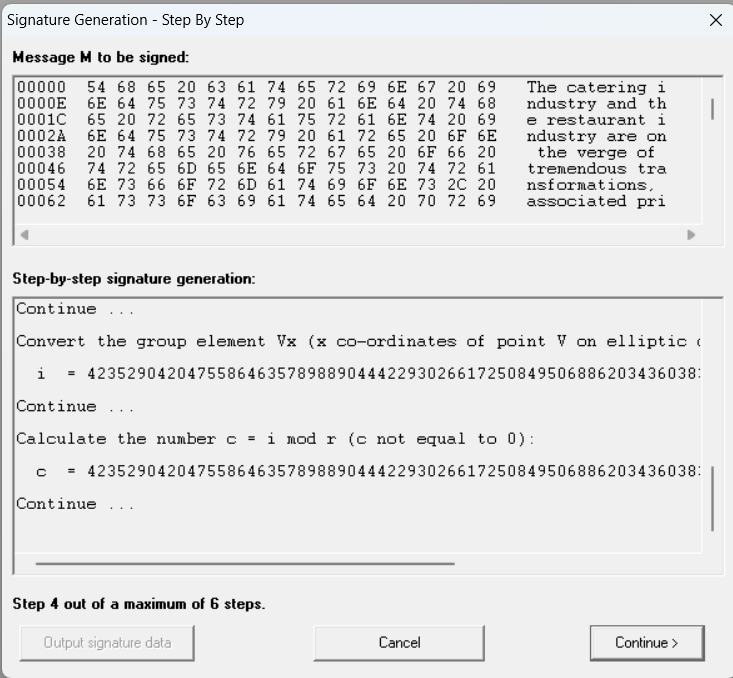 Signature Generation - Step By Step
Message M to be signed:
00000 54 68 65 20 63 61 74 65 72 69 6E 67 20 69 The catering i
0000E 6E 64 75 73 74 72 79 20 61 6E 64 20 74 68 ndustry and th
0001C 65 20 72 65 73 74 61 75 72 61 6E 74 20 69 e restaurant i
0002A 6E 64 75 73 74 72 79 20 61 72 65 20 6F 6E ndustry are on
00038 20 74 68 65 20 76 65 72 67 65 20 6F 66 20 the verge of
00046 74 72 65 6D 65 6E 64 6F 75 73 20 74 72 61 tremendous tra
00054 6E 73 66 6F 72 6D 61 74 69 6F 6E 73 2C 20 nsformations,
00062 61 73 73 6F 63 69 61 74 65 64 20 70 72 69 associated pri
Step-by-step signature generation:
Continue ...
Convert the group element Vx (x co-ordinates of point V on elliptic
i = 42352904204755864635789889044422930266172508495068862034360383
Continue ...
Calculate the number c = i mod r (c not equal to 0):
c = 42352904204755864635789889044422930266172508495068862034360383
Continue ...
Step 4 out of a maximum of 6 steps.
Output signature data
Cancel
Continue >